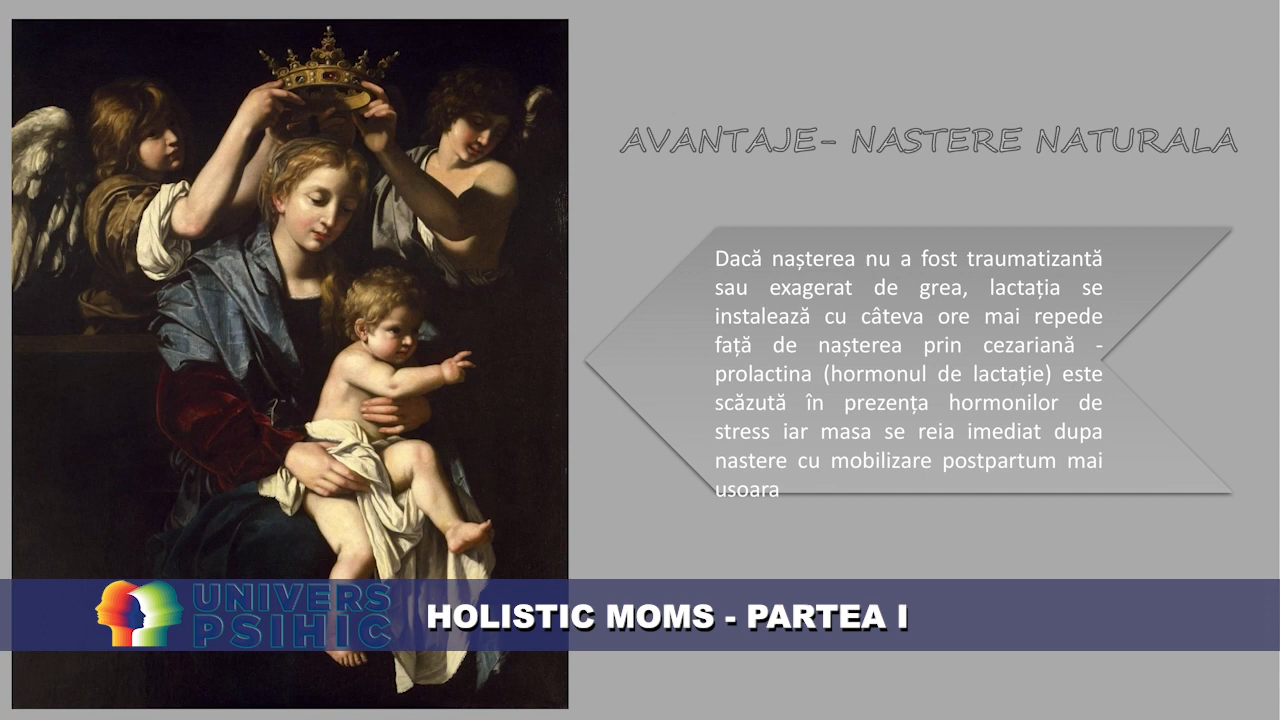 AVANTAJE- NASTERE NATURALA
Dacă nașterea nu a fost traumatizantă
sau exagerat de grea, lactația se
instalează cu câteva ore mai repede
față de nașterea prin cezariană -
prolactina (hormonul de lactație) este
scăzută în prezența hormonilor de
stress iar masa se reia imediat dupa
nastere cu mobilizare postpartum mai
usoara
UNIVERS
PSIHIC
HOLISTIC MOMS - PARTEA I